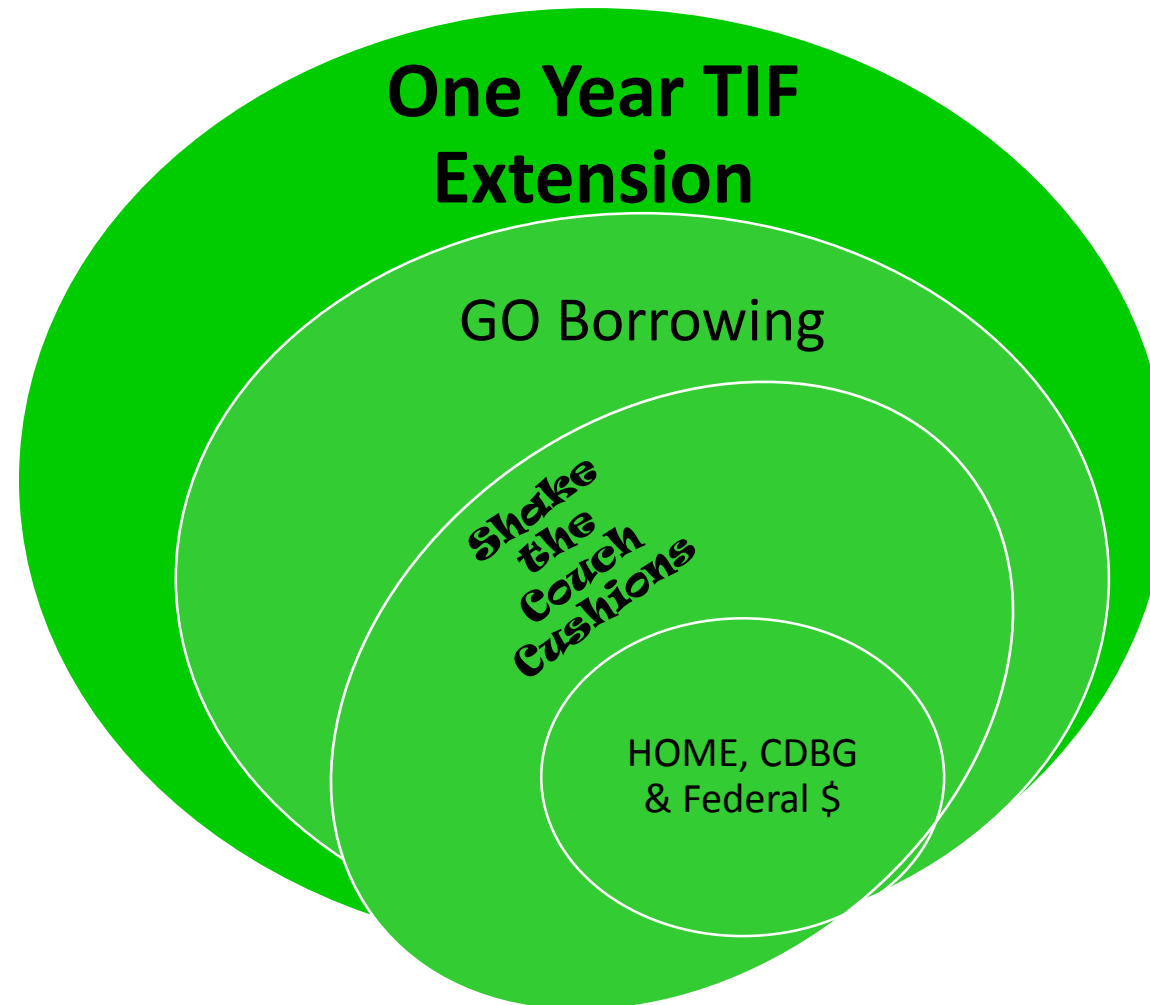 One Year TIF
Extension
GO Borrowing
Shake
the
Couch
Cushions
HOME, CDBG
& Federal $